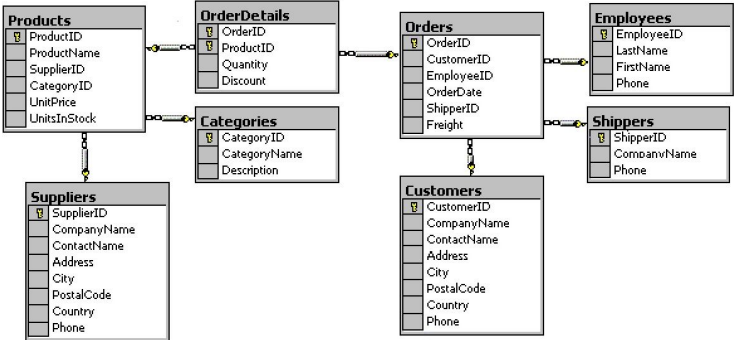 Products
ProductID
ProductName
SupplierID
CategoryID
UnitPrice
UnitsInStock
OrderDetails
OrderID
ProductID
Quantity
Discount
Categories
CategoryID
CategoryName
Description
Suppliers
SupplierID
CompanyName
ContactName
Address
City
PostalCode
Country
Phone
Orders
OrderID
CustomerID
EmployeeID
OrderDate
ShipperID
Freight
Customers
CustomerID
CompanyName
ContactName
Address
City
PostalCode
Country
Phone
Employees
EmployeeID
LastName
FirstName
Phone
Shippers
ShipperID
CompanyName
Phone